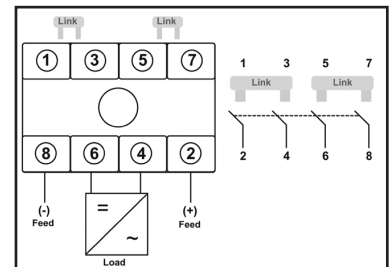 Link Link
1 3 5 7
8 6 4 2
(-)
Feed
=
~
(+)
Feed
Load
1 3 5 7
Link Link
2 4 6 8